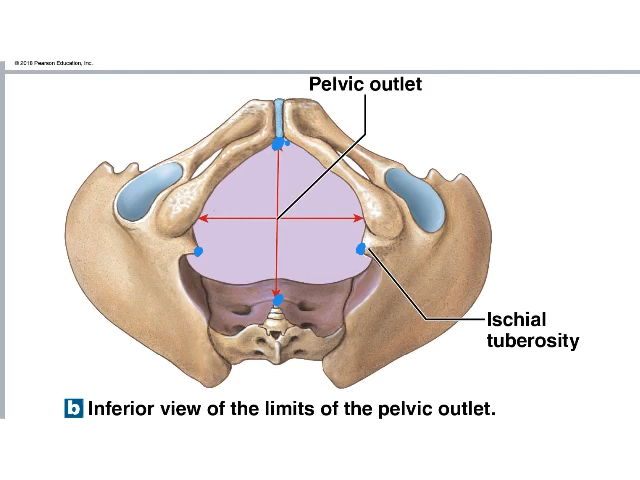 © 2018 Pearson Education, Inc.
Pelvic outlet
Ischial
tuberosity
b Inferior view of the limits of the pelvic outlet.